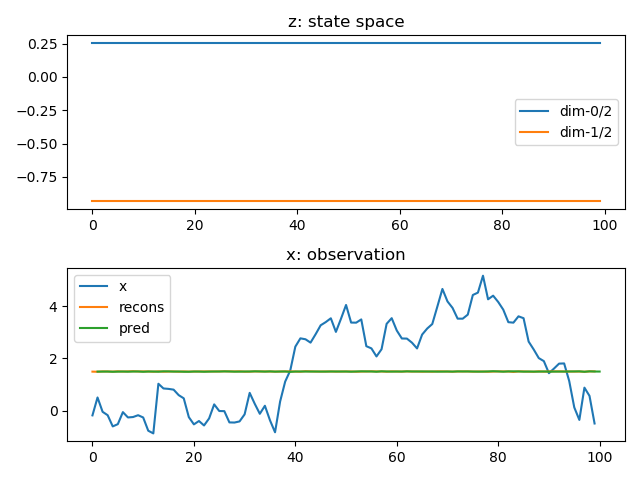 z: state space
0.25
0.00
−0.25
−0.50
−0.75
dim-0/2
dim-1/2
0 20 40 60 80 100
x: observation
x
recons
pred
4
2
0
0 20 40 60 80 100